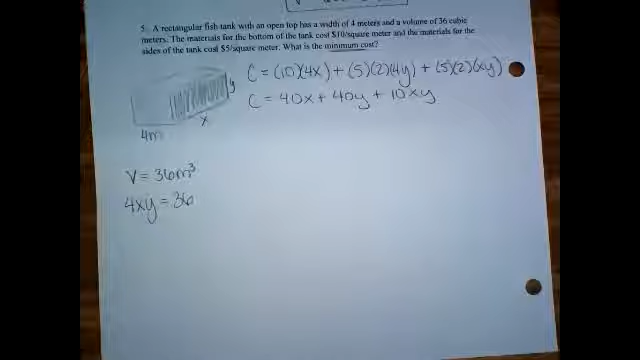 5. A rectangular fish tank with an open top has a width of 4 meters and a volume of 36 cubic
meters. The materials for the bottom of the tank cost $10/square meter and the materials for the
sides of the tank cost $5/square meter. What is the minimum cost?
C = (10)(4x) + (5)(2)(4y) + (5)(2)(xy)
C = 40x + 40y + 10xy
y
x
4m
V = 36m³
4xy = 36